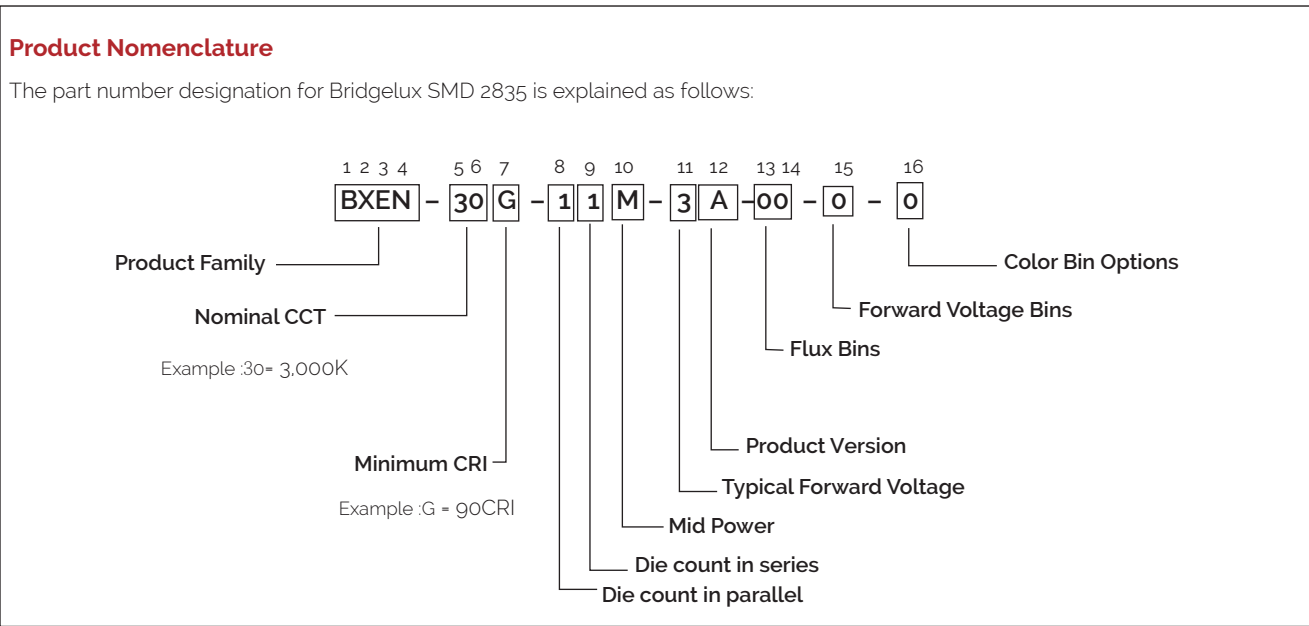 Product Nomenclature
The part number designation for Bridgelux SMD 2835 is explained as follows:
1 2 3 4 5 6 7 8 9 10 11 12 13 14 15 16
BXEN – 30 G – 1 1 M – 3 A –00 – 0 – 0
Product Family
Color Bin Options
Nominal CCT
Forward Voltage Bins
Flux Bins
Example :30= 3,000K
Product Version
Minimum CRI
Typical Forward Voltage
Example :G = 90CRI
Mid Power
Die count in series
Die count in parallel